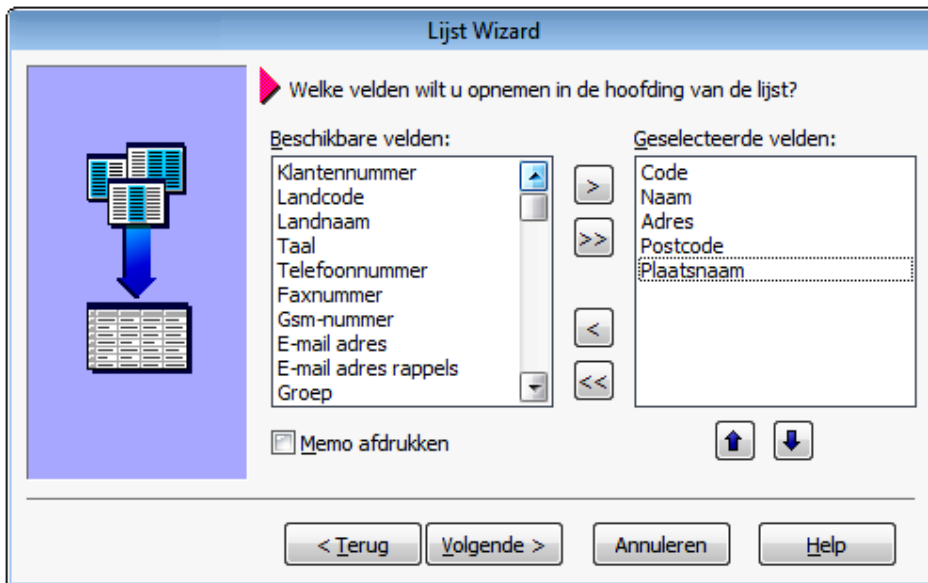 Lijst Wizard
Welke velden wilt u opnemen in de hoofding van de lijst?
Beschikbare velden:
Klantennummer
Landcode
Landnaam
Taal
Telefoonnummer
Faxnummer
Gsm-nummer
E-mail adres
E-mail adres rappels
Groep
>
>>
<
<<
Geselecteerde velden:
Code
Naam
Adres
Postcode
Plaatsnaam
Memo afdrukken
< Terug
Volgende >
Annuleren
Help